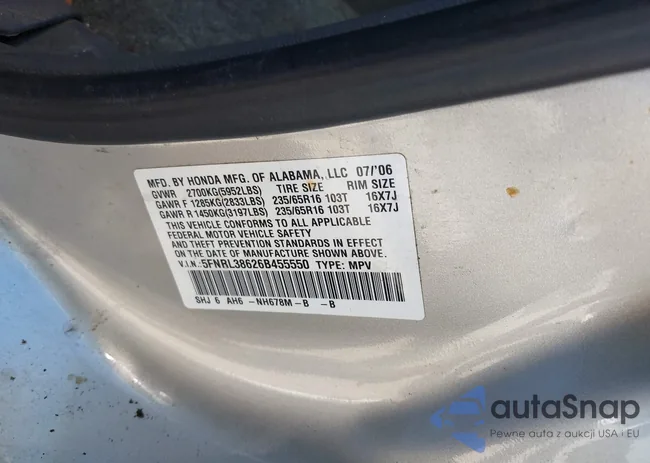 MFD. BY HONDA MFG. OF ALABAMA, LLC 07/'06
GVWR 2700KG(5952LBS) TIRE SIZE RIM SIZE
GAWR F 1285KG(2833LBS) 235/65R16 103T 16X7J
GAWR R 1450KG(3197LBS) 235/65R16 103T 16X7J
THIS VEHICLE CONFORMS TO ALL APPLICABLE
FEDERAL MOTOR VEHICLE SAFETY
AND THEFT PREVENTION STANDARDS IN EFFECT
ON THE DATE OF MANUFACTURE SHOWN ABOVE.
V.I.N.: 5FNRL38626B455550 TYPE: MPV
SHJ 6 AH6 -NH678M-B -B
autaSnap
Pewne auta z aukcji USA i EU